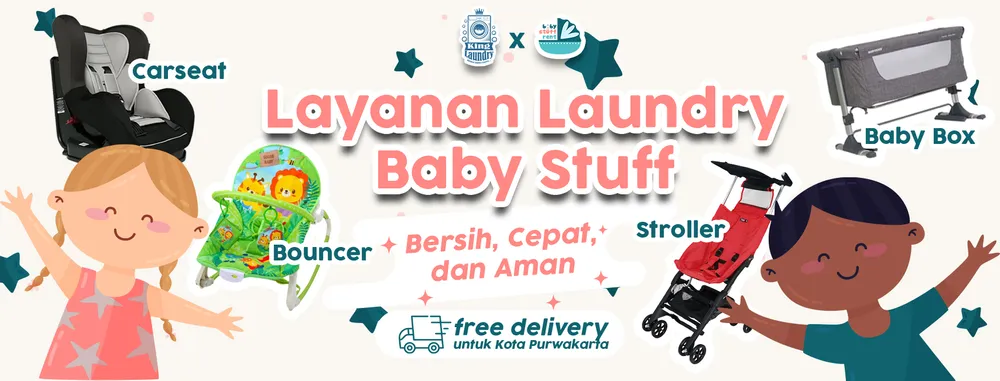 King
Laundry
x
baby
stuff
rent
Carseat
Layanan Laundry
Baby Stuff
Baby Box
Bouncer
Stroller
Bersih, Cepat,
dan Aman
free delivery
untuk Kota Purwakarta